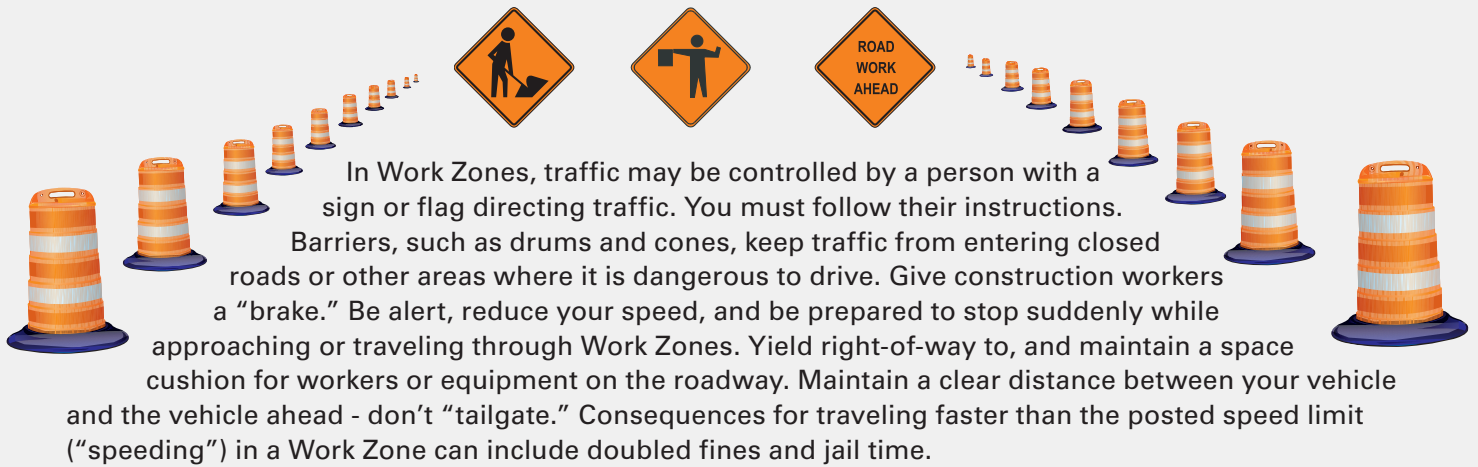 ROAD
WORK
AHEAD
In Work Zones, traffic may be controlled by a person with a
sign or flag directing traffic. You must follow their instructions.
Barriers, such as drums and cones, keep traffic from entering closed
roads or other areas where it is dangerous to drive. Give construction workers
a “brake.” Be alert, reduce your speed, and be prepared to stop suddenly while
approaching or traveling through Work Zones. Yield right-of-way to, and maintain a space
cushion for workers or equipment on the roadway. Maintain a clear distance between your vehicle
and the vehicle ahead - don’t “tailgate.” Consequences for traveling faster than the posted speed limit
(“speeding”) in a Work Zone can include doubled fines and jail time.